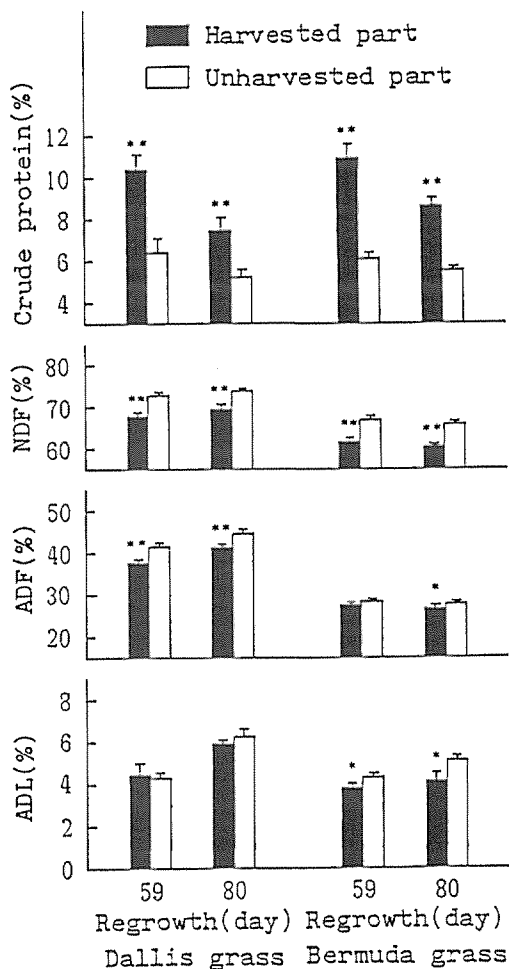 Harvested part
Unharvested part
Crude protein(%)
12
10
8
6
4
** ** ** **
NDF(%)
80
70
60
** ** ** **
ADF(%)
50
40
30
20
** ** *
ADL(%)
8
6
4
2
0
* *
59 80 59 80
Regrowth(day) Regrowth(day)
Dallis grass Bermuda grass